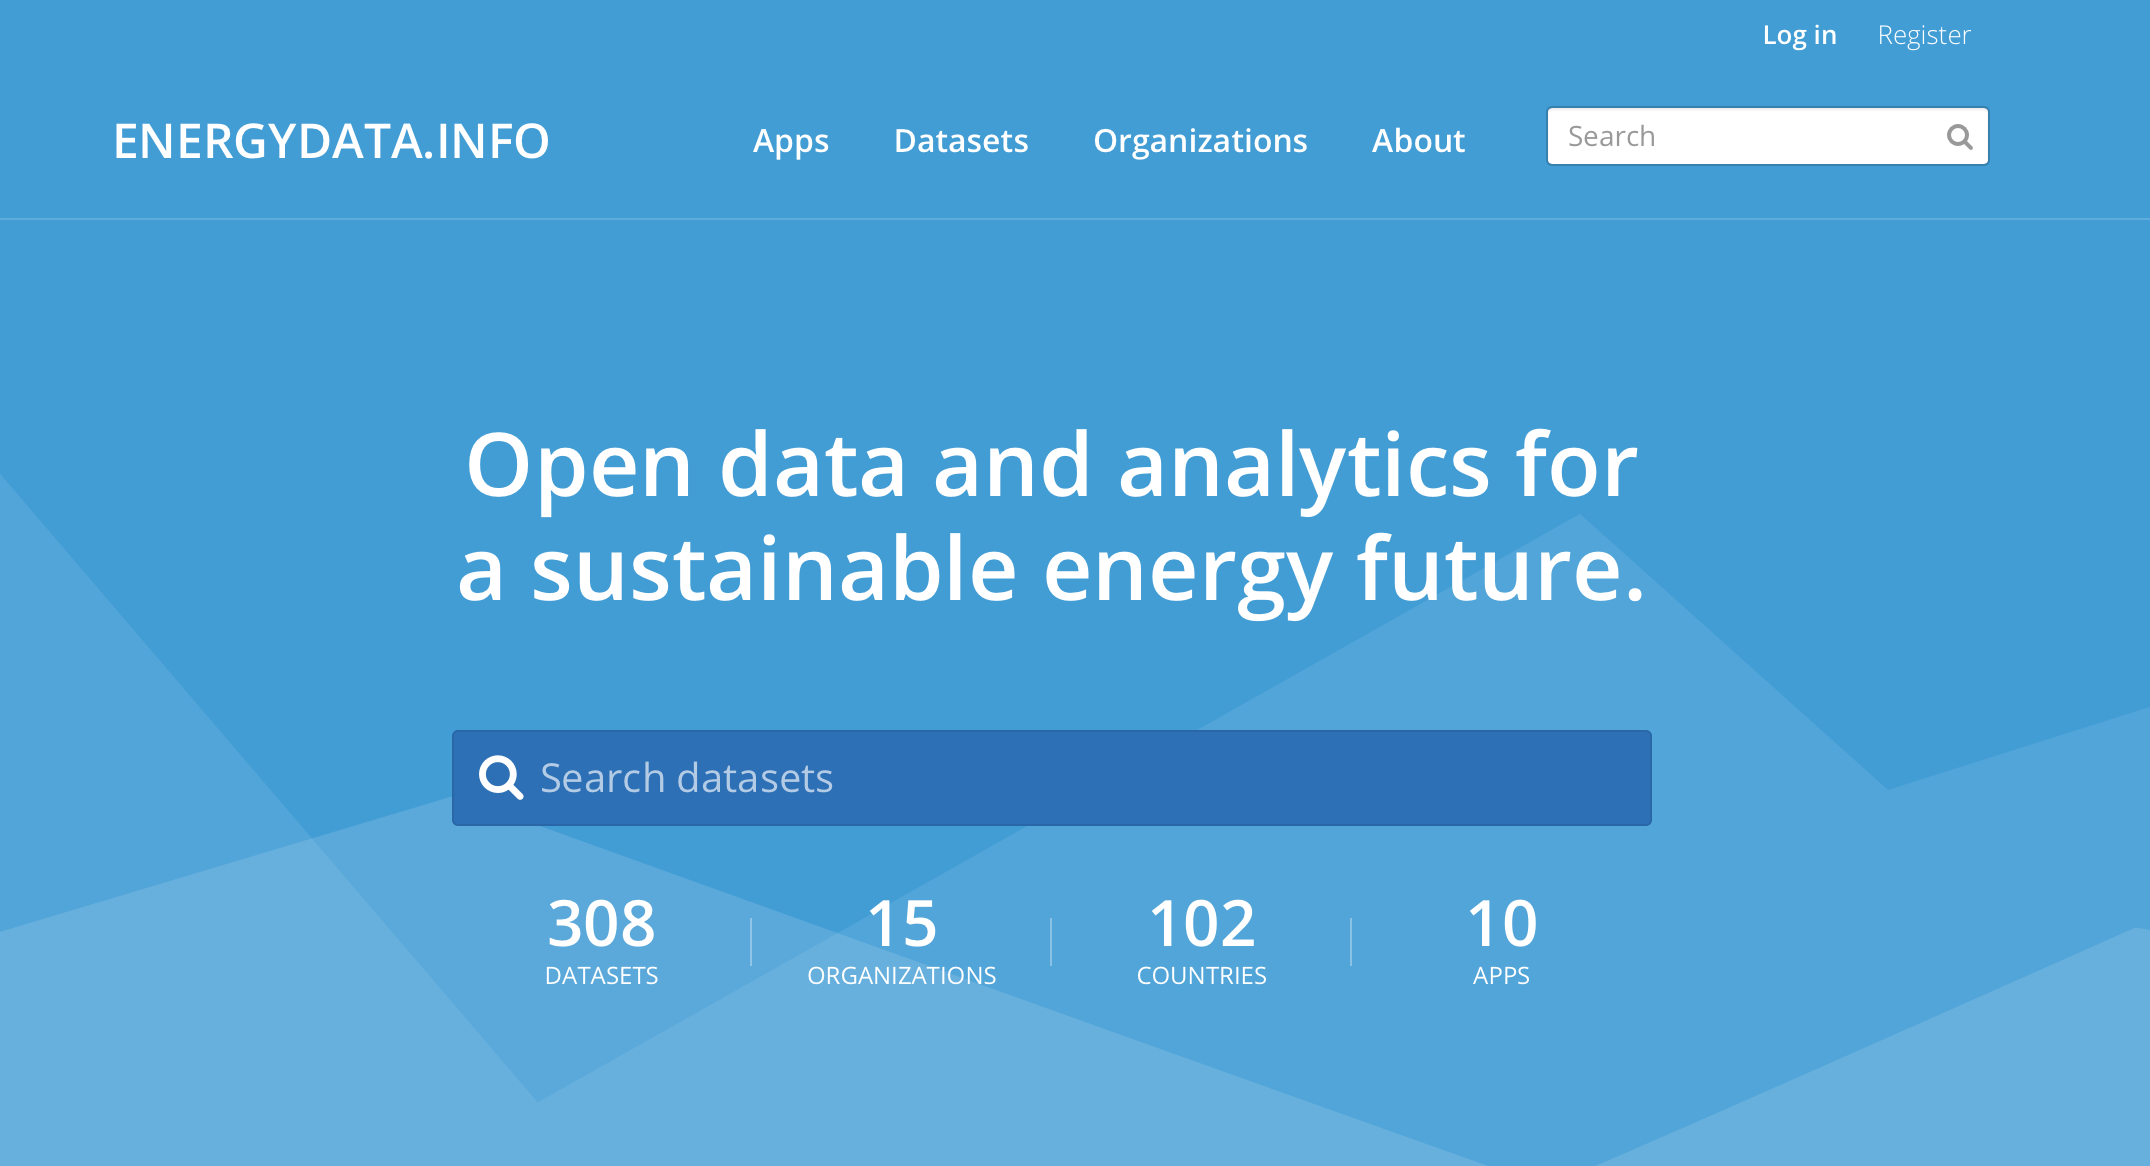 Log in Register
ENERGYDATA.INFO Apps Datasets Organizations About Search
Open data and analytics for
a sustainable energy future.
Search datasets
308 15 102 10
DATASETS ORGANIZATIONS COUNTRIES APPS